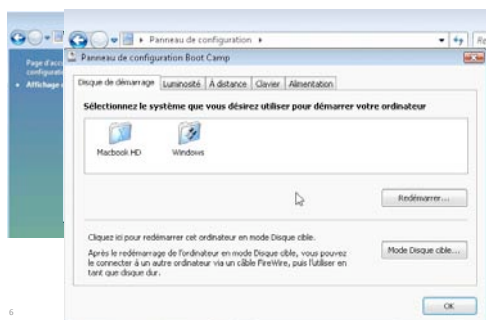 Panneau de configuration
Page d'acc
configurati
Affichage
Panneau de configuration Boot Camp
Disque de démarrage Luminosité À distance Clavier Alimentation
Sélectionnez le système que vous désirez utiliser pour démarrer votre ordinateur
Macbook HD Windows
Redémarrer...
Cliquez ici pour redémarrer cet ordinateur en mode Disque cible.
Après le redémarrage de l'ordinateur en mode Disque cible, vous pouvez
le connecter à un autre ordinateur via un câble FireWire, puis l'utiliser en
tant que disque dur.
Mode Disque cible...
OK
6